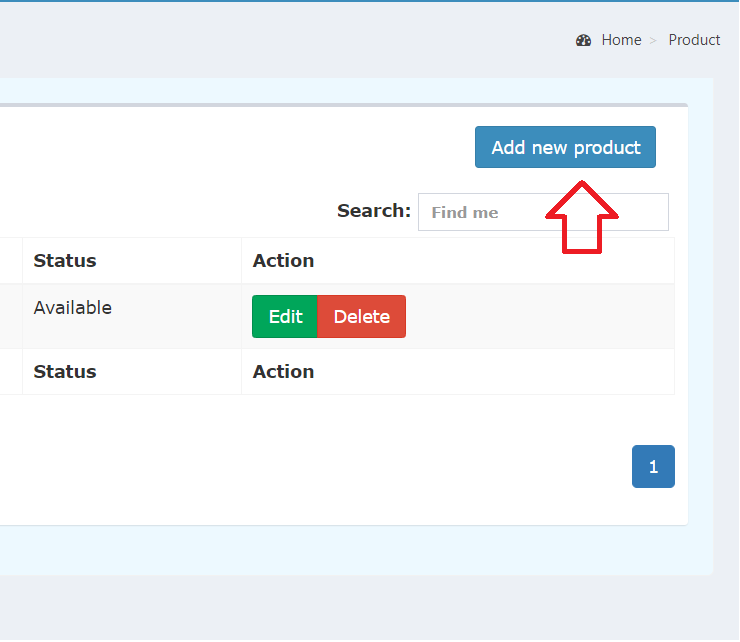 Home > Product
Add new product
Search: Find me
Status Action
Available Edit Delete
Status Action
1